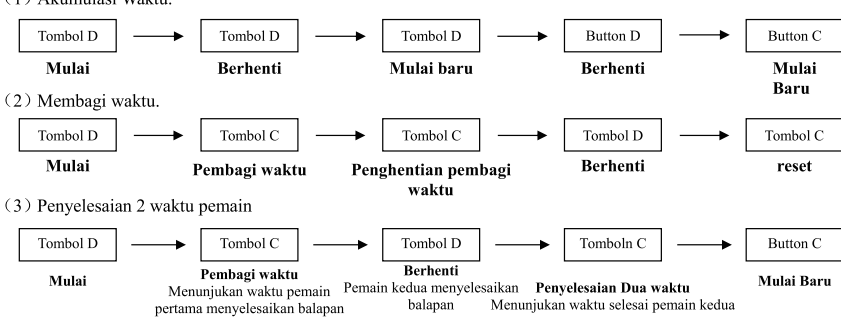 (1) Akumulasi Waktu.
Tombol D Tombol D Tombol D Button D Button C
Mulai Berhenti Mulai baru Berhenti Mulai
Baru
(2) Membagi waktu.
Tombol D Tombol C Tombol C Tombol D Tombol C
Mulai Pembagi waktu Penghentian pembagi Berhenti reset
waktu
(3) Penyelesaian 2 waktu pemain
Tombol D Tombol C Tombol D Tomboln C Button C
Mulai Pembagi waktu Berhenti Penyelesaian Dua waktu Mulai Baru
Menunjukan waktu pemain Pemain kedua menyelesaikan Menunjukan waktu selesai pemain kedua
pertama menyelesaikan balapan balapan